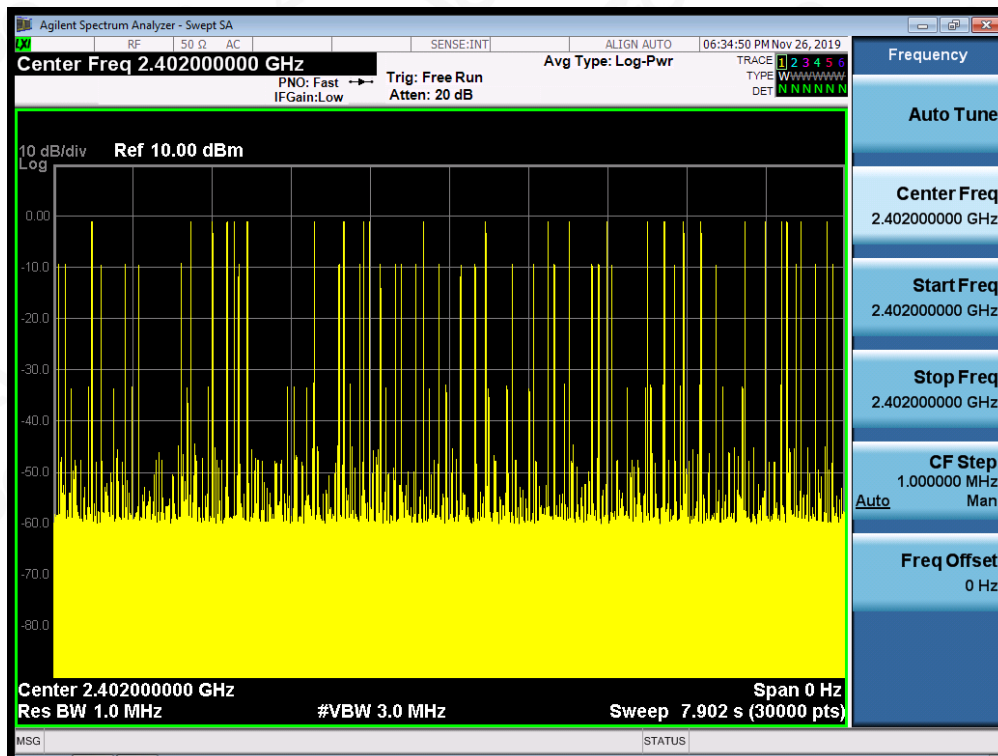 Agilent Spectrum Analyzer - Swept SA
LXI RF 50 Ω AC SENSE:INT ALIGN AUTO 06:34:50 PM Nov 26, 2019
Center Freq 2.402000000 GHz
PNO: Fast
IFGain:Low
Trig: Free Run
Atten: 20 dB
Avg Type: Log-Pwr
TRACE 1 2 3 4 5 6
TYPE W
DET N N N N N N
10 dB/div Ref 10.00 dBm
Log
0.00
-10.0
-20.0
-30.0
-40.0
-50.0
-60.0
-70.0
-80.0
Center 2.402000000 GHz Span 0 Hz
Res BW 1.0 MHz #VBW 3.0 MHz Sweep 7.902 s (30000 pts)
MSG STATUS
Frequency
Auto Tune
Center Freq
2.402000000 GHz
Start Freq
2.402000000 GHz
Stop Freq
2.402000000 GHz
CF Step
1.000000 MHz
Auto Man
Freq Offset
0 Hz